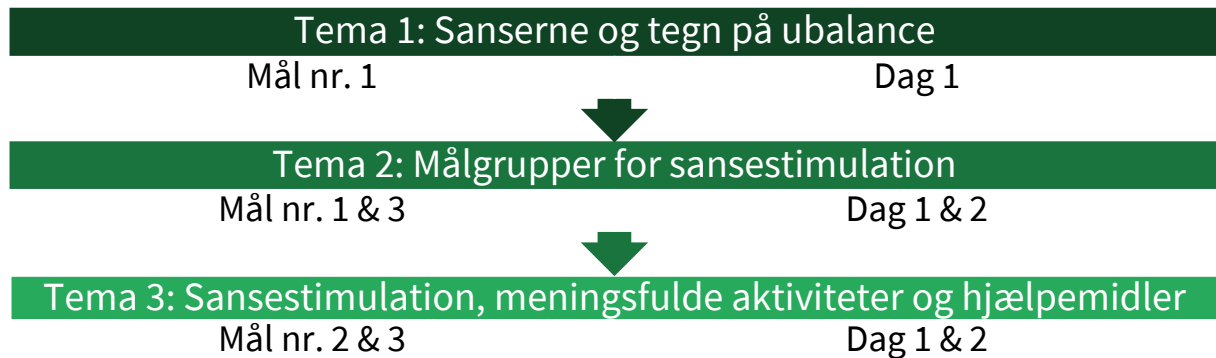 Tema 1: Sanserne og tegn på ubalance
Mål nr. 1 Dag 1
Tema 2: Målgrupper for sansestimulation
Mål nr. 1 & 3 Dag 1 & 2
Tema 3: Sansestimulation, meningsfulde aktiviteter og hjælpemidler
Mål nr. 2 & 3 Dag 1 & 2